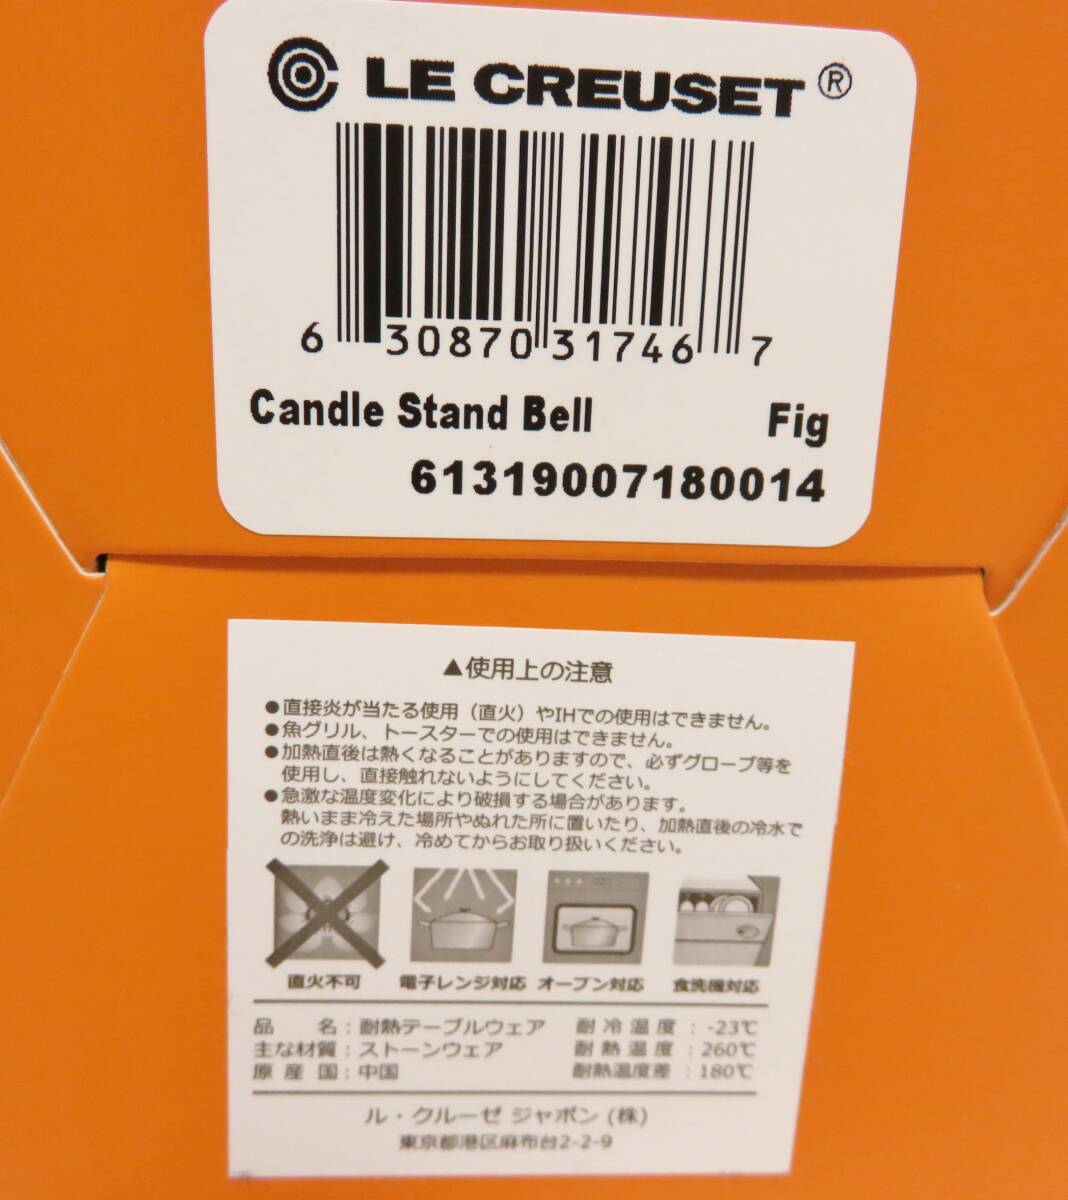 LE CREUSET®
6 30870 31746 7
Candle Stand Bell Fig
61319007180014
▲使用上の注意
●直接炎が当たる使用（直火）やIHでの使用はできません。
●魚グリル、トースターでの使用はできません。
●加熱直後は熱くなることがありますので、必ずグローブ等を
使用し、直接触れないようにしてください。
●急激な温度変化により破損する場合があります。
熱いまま冷えた場所やぬれた所に置いたり、加熱直後の冷水で
の洗浄は避け、冷めてからお取り扱いください。
直火不可 電子レンジ対応 オーブン対応 食洗機対応
品 名：耐熱テーブルウェア 耐冷温度：-23℃
主な材質：ストーンウェア 耐熱温度：260℃
原産国：中国 耐熱温度差：180℃
ル・クルーゼ ジャポン (株)
東京都港区麻布台2-2-9